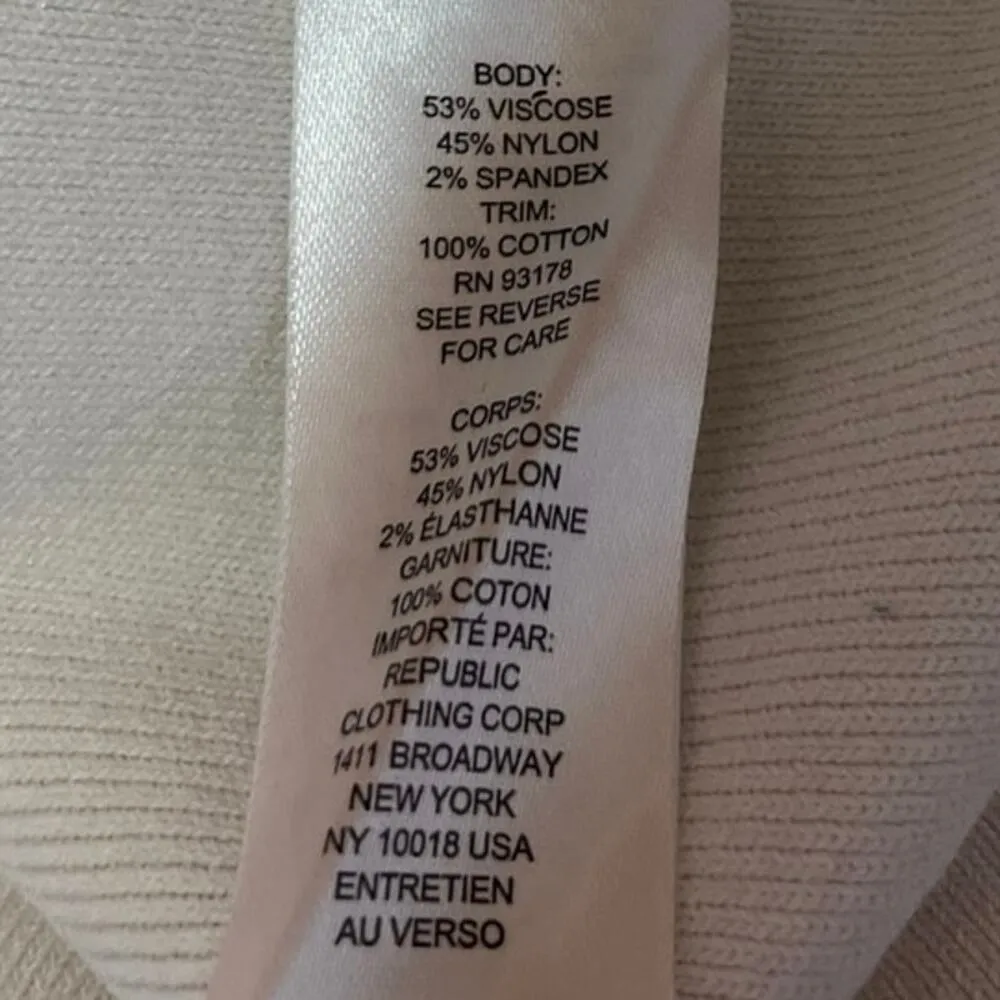 BODY:
53% VISCOSE
45% NYLON
2% SPANDEX
TRIM:
100% COTTON
RN 93178
SEE REVERSE
FOR CARE
CORPS:
53% VISCOSE
45% NYLON
2% ÉLASTHANNE
GARNITURE:
100% COTON
IMPORTÉ PAR:
REPUBLIC
CLOTHING CORP
1411 BROADWAY
NEW YORK
NY 10018 USA
ENTRETIEN
AU VERSO